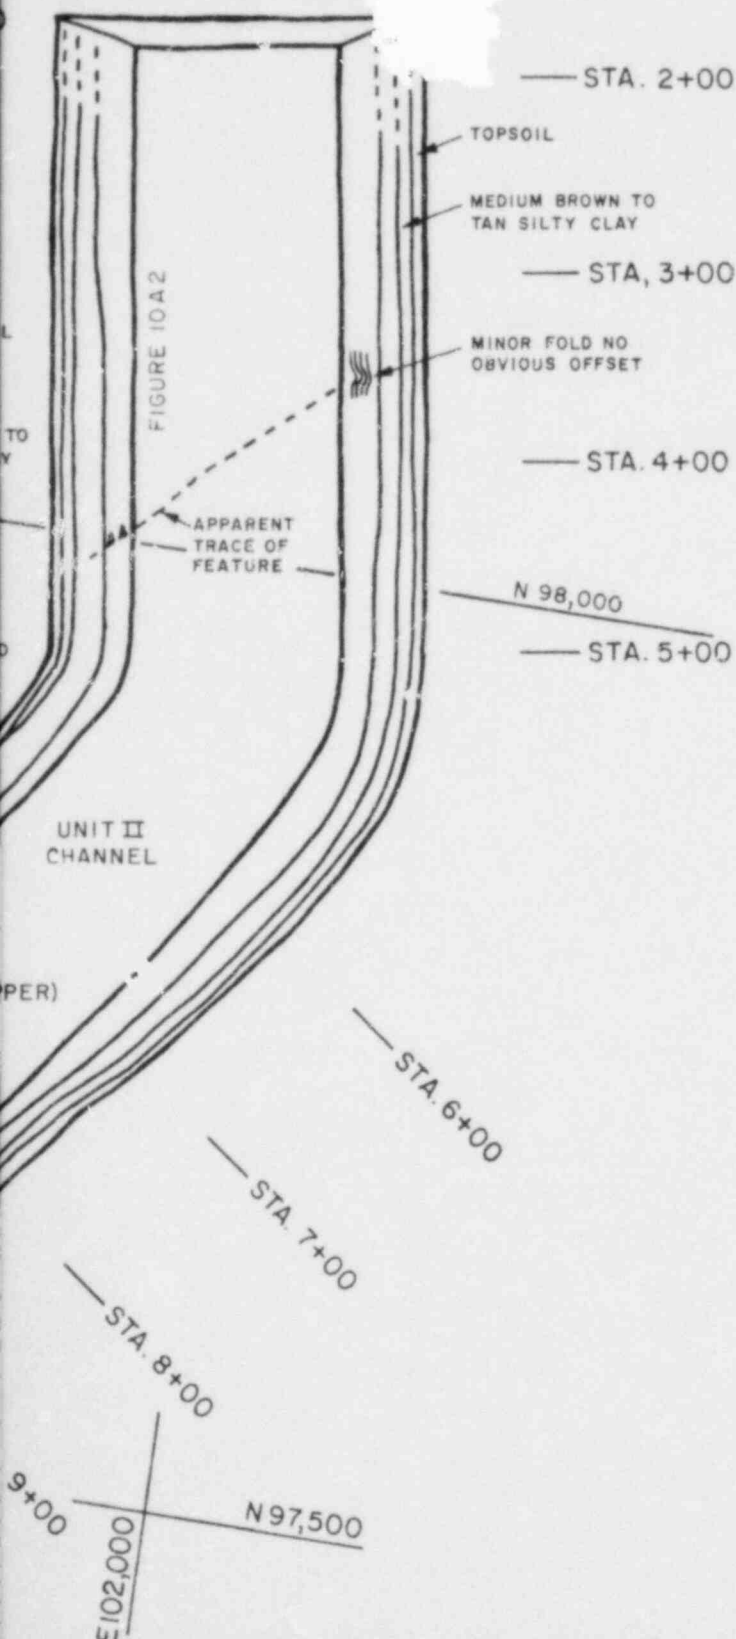 STA. 2+00
TOPSOIL
MEDIUM BROWN TO
TAN SILTY CLAY
STA, 3+00
FIGURE 10A2
L
MINOR FOLD NO
OBVIOUS OFFSET
TO
Y
STA. 4+00
APPARENT
TRACE OF
FEATURE
N 98,000
STA. 5+00
UNIT II
CHANNEL
PPER)
STA. 6+00
STA. 7+00
STA. 8+00
9+00
N 97,500
E 102,000